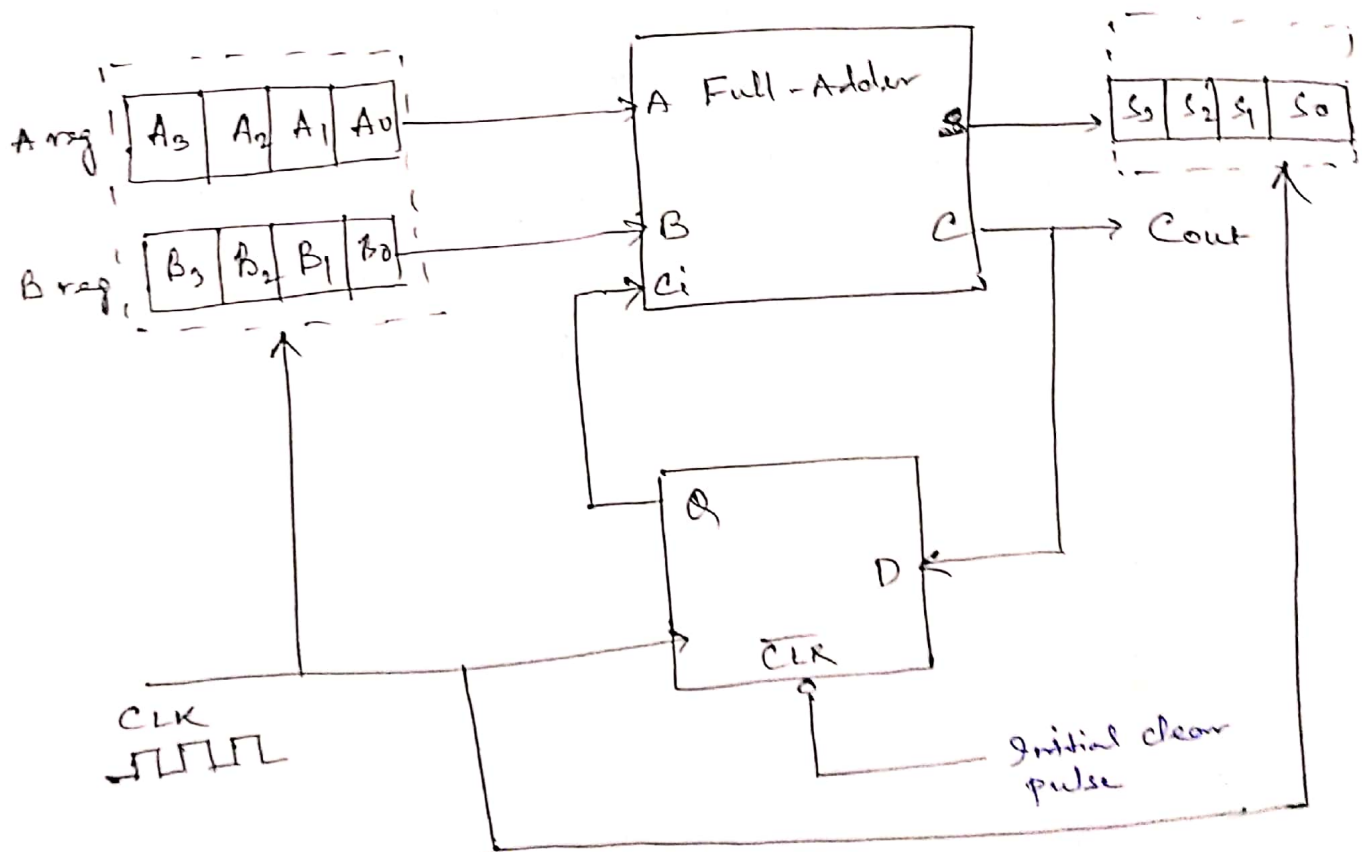 A reg
A3 A2 A1 A0
B reg
B3 B2 B1 B0
Full-Adder
A
B
Ci
S
C
S3 S2 S1 S0
Cout
Q
D
CLR
CLK
Initial clear
pulse